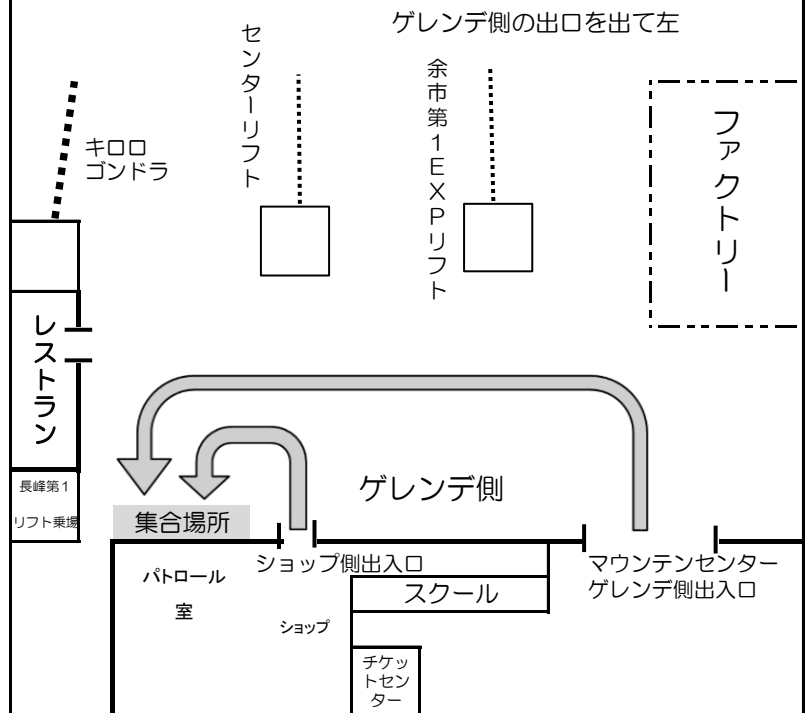 ゲレンデ側の出口を出て左
センターリフト
余市第1EXPリフト
キロロ
ゴンドラ
ファクトリー
レストラン
長峰第1
リフト乗場
ゲレンデ側
集合場所
ショップ側出入口
マウンテンセンター
ゲレンデ側出入口
パトロール
室
スクール
ショップ
チケッ
トセン
ター